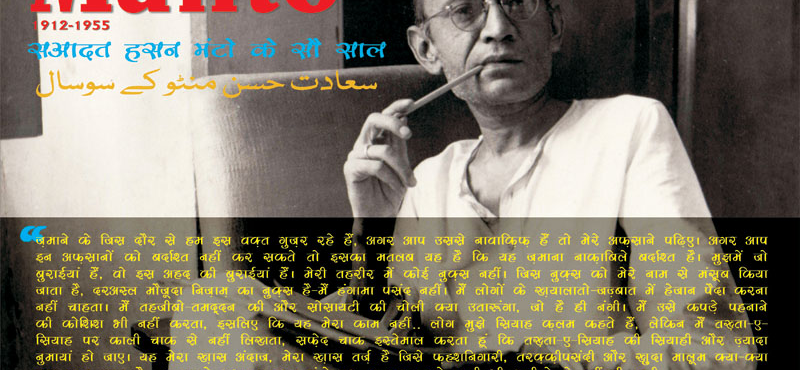 Manto
1912-1955
सआदत हसन मंटो के सौ साल
سعادت حسن منٹو کے سو سال
“ज़माने के जिस दौर से हम इस वक्त गुज़र रहे हैं, अगर आप उससे नावाकिफ़ हैं तो मेरे अफ़साने पढ़िए। अगर आप
इन अफ़सानों को बर्दाश्त नहीं कर सकते तो इसका मतलब यह है कि यह ज़माना नाक़ाबिले बर्दाश्त है। मुझमें जो
बुराईयां हैं, वो इस अहद की बुराईयां हैं। मेरी तहरीर में कोई नुक्स नहीं। जिस नुक्स को मेरे नाम से मंसूब किया
जाता है, दरअस्ल मौजूदा निज़ाम का नुक्स है-मैं हंगामा पसंद नहीं। मैं लोगों के ख़्यालातो-जज़्बात में हेजान पैदा करना
नहीं चाहता। मैं तहज़ीबो-तमद्दन की और सोसायटी की चोली क्या उतारूंगा, जो है ही नंगी। मैं उसे कपड़े पहनाने
की कोशिश भी नहीं करता, इसलिए कि यह मेरा काम नहीं.. लोग मुझे सियाह क़लम कहते हैं, लेकिन मैं तख़्ता-ए-
सियाह पर काली चाक से नहीं लिखता, सफ़ेद चाक इस्तेमाल करता हूं कि तख़्ता-ए-सियाह की सियाही और ज़्यादा
नुमायां हो जाए। यह मेरा ख़ास अंदाज़, मेरा ख़ास तर्ज़ है जिसे फ़हशनिगारी, तरक्कीपसंदी और ख़ुदा मालूम क्या-क्या